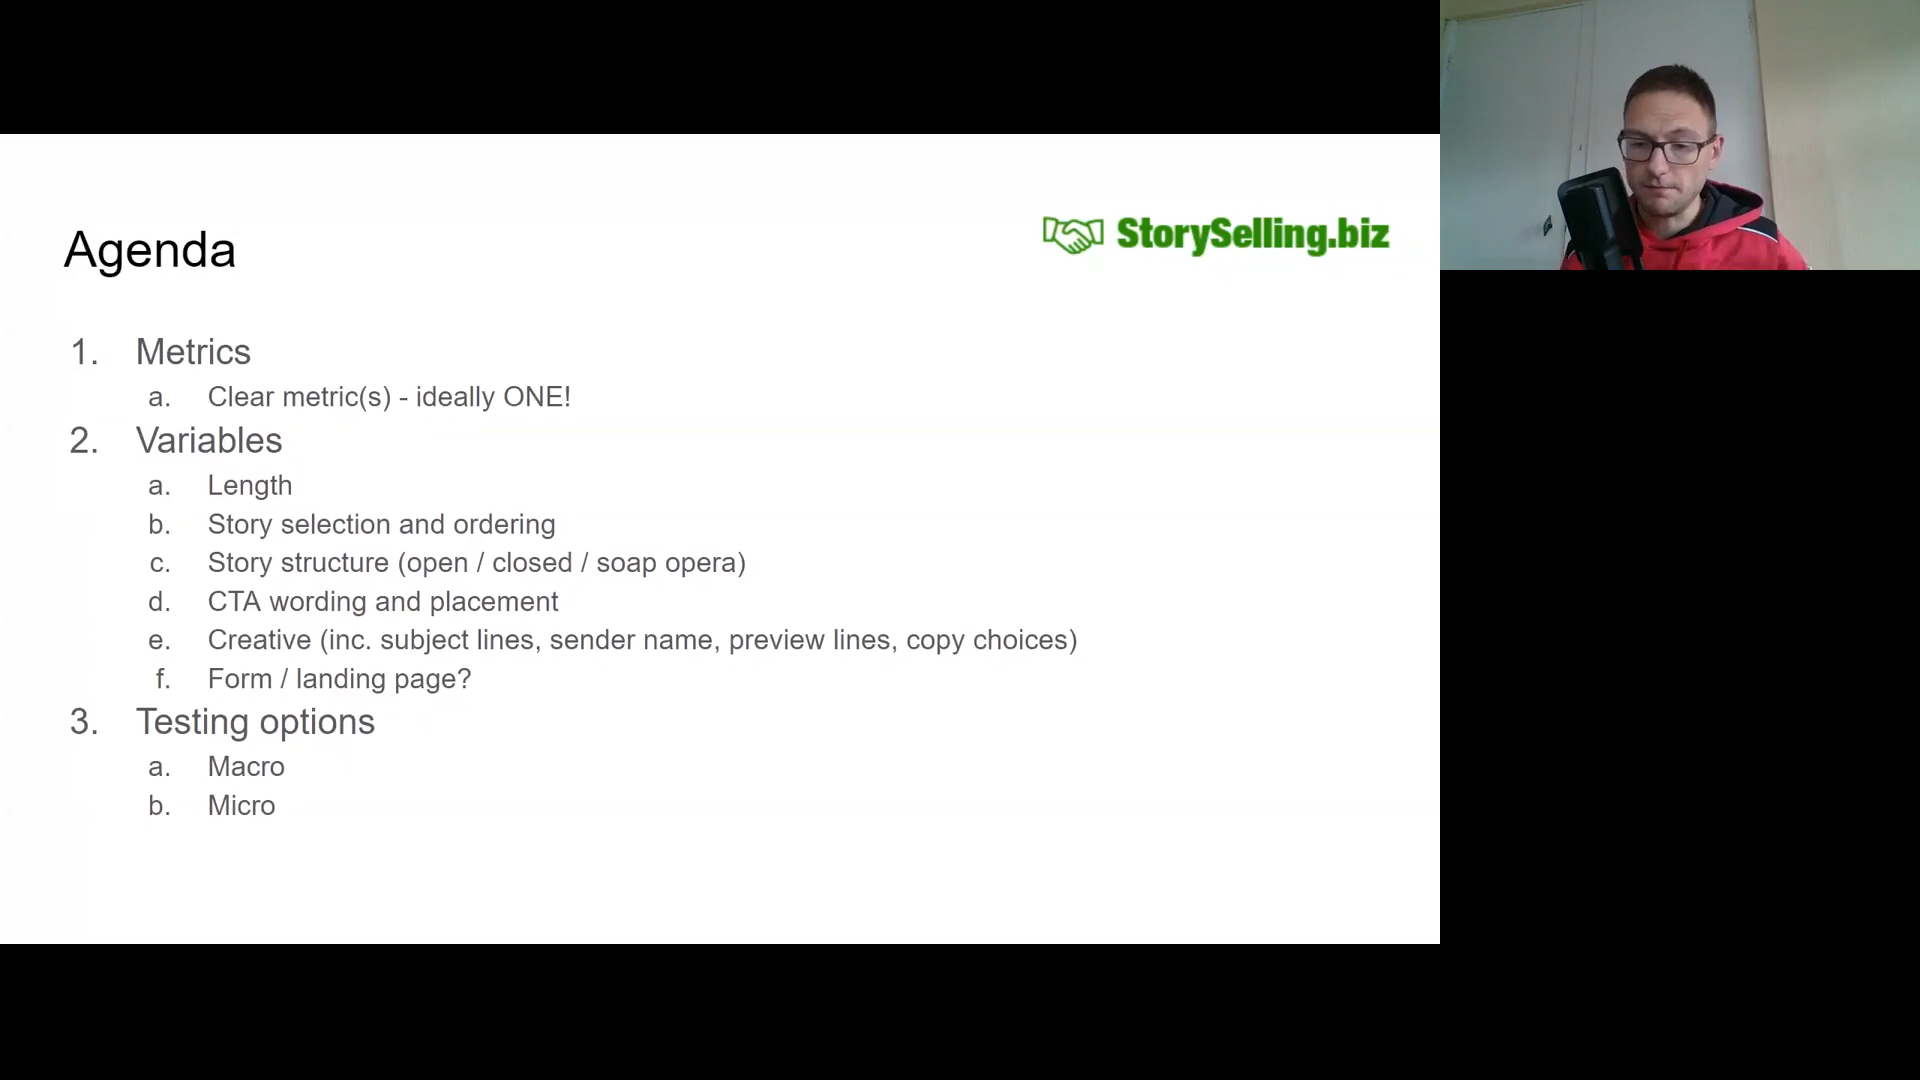 Agenda
StorySelling.biz
1. Metrics
a. Clear metric(s) - ideally ONE!
2. Variables
a. Length
b. Story selection and ordering
c. Story structure (open / closed / soap opera)
d. CTA wording and placement
e. Creative (inc. subject lines, sender name, preview lines, copy choices)
f. Form / landing page?
3. Testing options
a. Macro
b. Micro